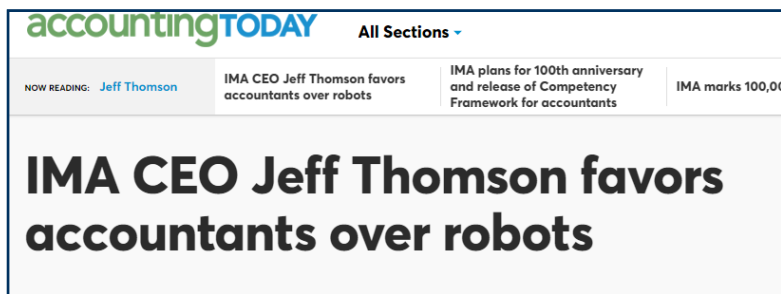 accountingTODAY All Sections
NOW READING: Jeff Thomson
IMA CEO Jeff Thomson favors
accountants over robots
IMA plans for 100th anniversary
and release of Competency
Framework for accountants
IMA marks 100,00
IMA CEO Jeff Thomson favors
accountants over robots